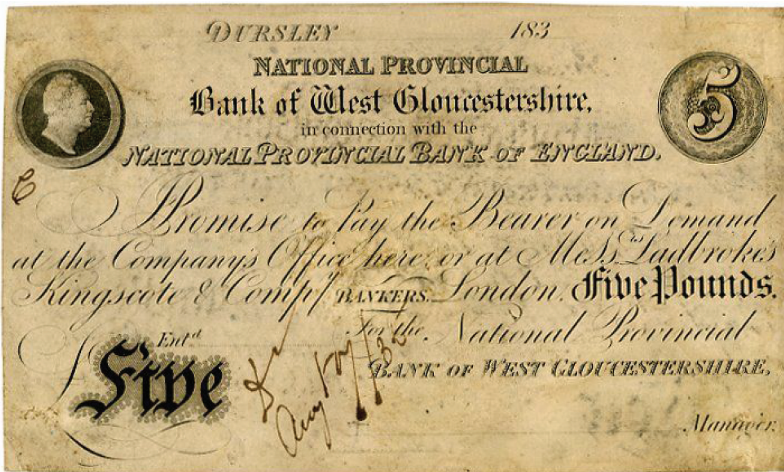 DURSLEY 183
NATIONAL PROVINCIAL
Bank of West Gloucestershire,
in connection with the
NATIONAL PROVINCIAL BANK OF ENGLAND.
5
I Promise to Pay the Bearer on Demand
at the Company's Office here, or at Mess.rs Ladbrokes
Kingscote & Compy. BANKERS, London, Five Pounds.
Entd. For the National Provincial
£Five BANK OF WEST GLOUCESTERSHIRE,
Manager.